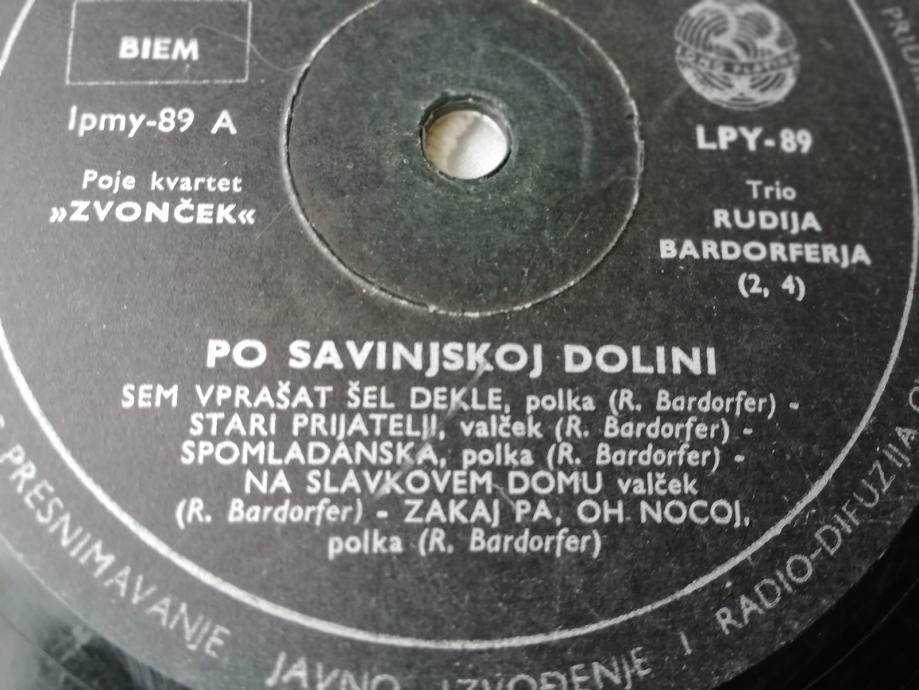 BIEM
lpmy-89 A
Poje kvartet
»ZVONČEK«
LPY-89
Trio
RUDIJA
BARDORFERJA
(2, 4)
PO SAVINJSKOJ DOLINI
SEM VPRAŠAT ŠEL DEKLE, polka (R. Bardorfer) -
STARI PRIJATELJI, valček (R. Bardorfer) -
SPOMLADANSKA, polka (R. Bardorfer) -
NA SLAVKOVEM DOMU valček
(R. Bardorfer) - ZAKAJ PA, OH NOCOJ,
polka (R. Bardorfer)
PRESNIMAVANJE JAVNO IZVOĐENJE I RADIO-DIFUZIJA